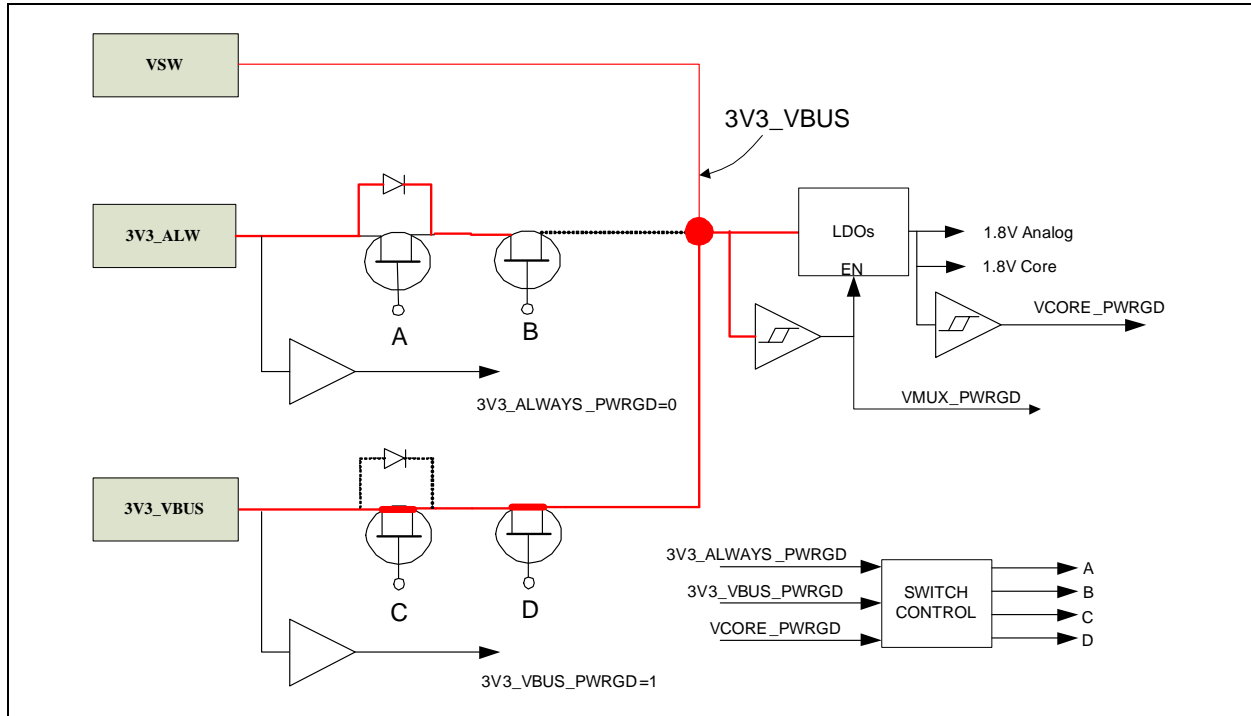 VSW
3V3_VBUS
3V3_ALW
A
B
LDOs
EN
1.8V Analog
1.8V Core
VCORE_PWRGD
3V3_ALWAYS_PWRGD=0
VMUX_PWRGD
3V3_VBUS
C
D
3V3_VBUS_PWRGD=1
3V3_ALWAYS_PWRGD
3V3_VBUS_PWRGD
VCORE_PWRGD
SWITCH
CONTROL
A
B
C
D